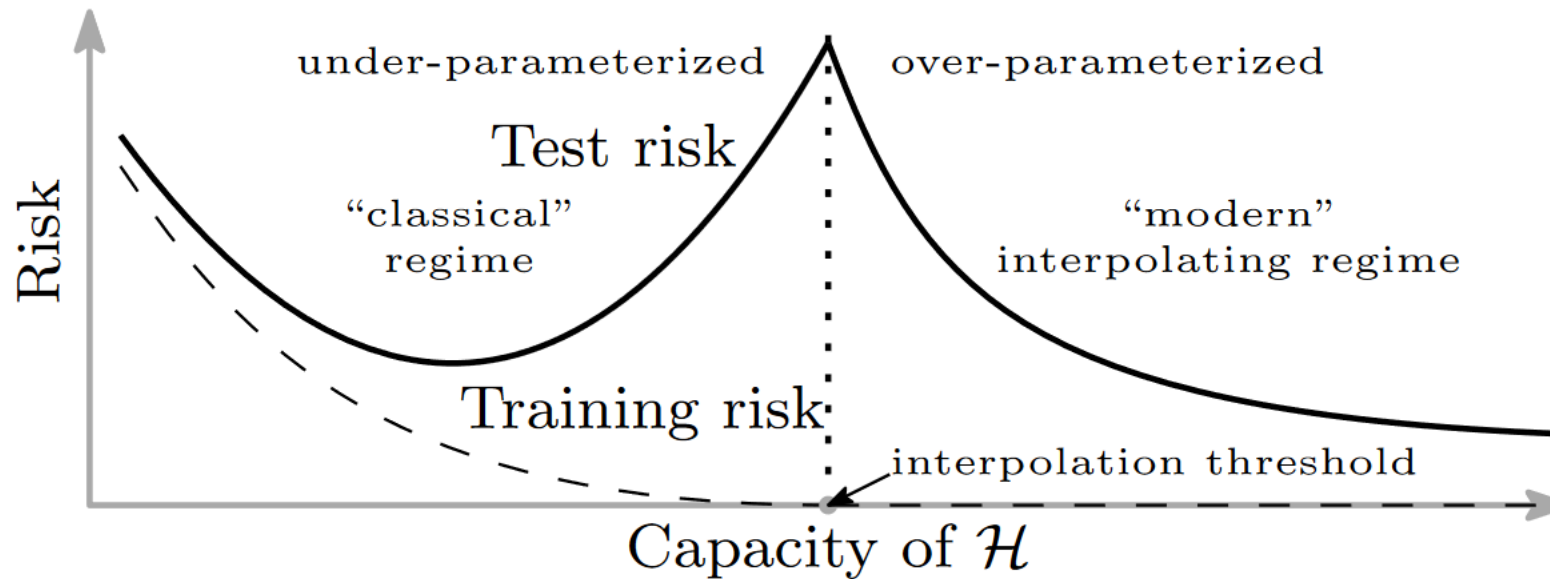 under-parameterized
over-parameterized
Test risk
“classical”
regime
“modern”
interpolating regime
Risk
Training risk
interpolation threshold
Capacity of ℋ